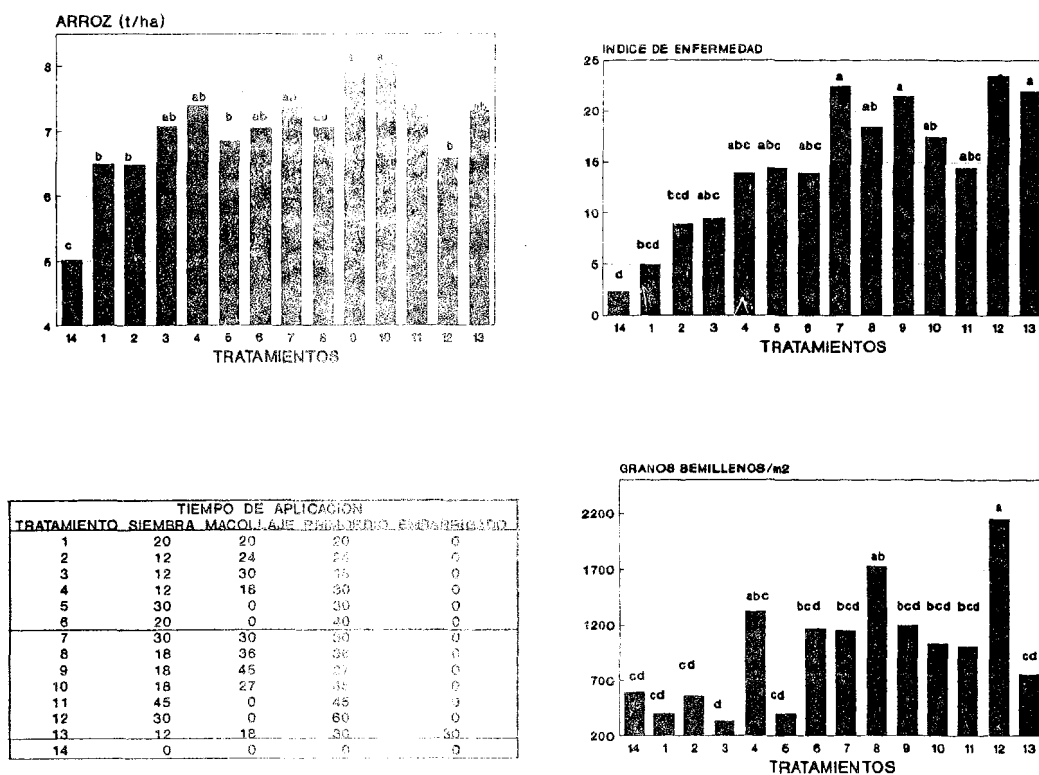 ARROZ (t/ha)
8
7
6
5
4
c b b ab ab b ab ab a b
14 1 2 3 4 5 6 7 8 9 10 11 12 13
TRATAMIENTOS
INDICE DE ENFERMEDAD
25
20
15
10
5
0
d bcd bcd abc abc abc abc a ab a ab abc a
14 1 2 3 4 5 6 7 8 9 10 11 12 13
TRATAMIENTOS
TIEMPO DE APLICACION
TRATAMIENTO SIEMBRA MACOLLAJE
1 20 20 20 0
2 12 24 0
3 12 30 0
4 12 18 30 0
5 30 0 30 0
6 20 0 40 0
7 30 30 30 0
8 18 36 36 0
9 18 45 27 0
10 18 27 0
11 45 0 45 0
12 30 0 60 0
13 12 18 30 30
14 0 0 0 0
GRANOS SEMILLENOS/m2
2200
1700
1200
700
200
cd cd cd d abc cd bcd bcd ab bcd bcd bcd a cd
14 1 2 3 4 5 6 7 8 9 10 11 12 13
TRATAMIENTOS